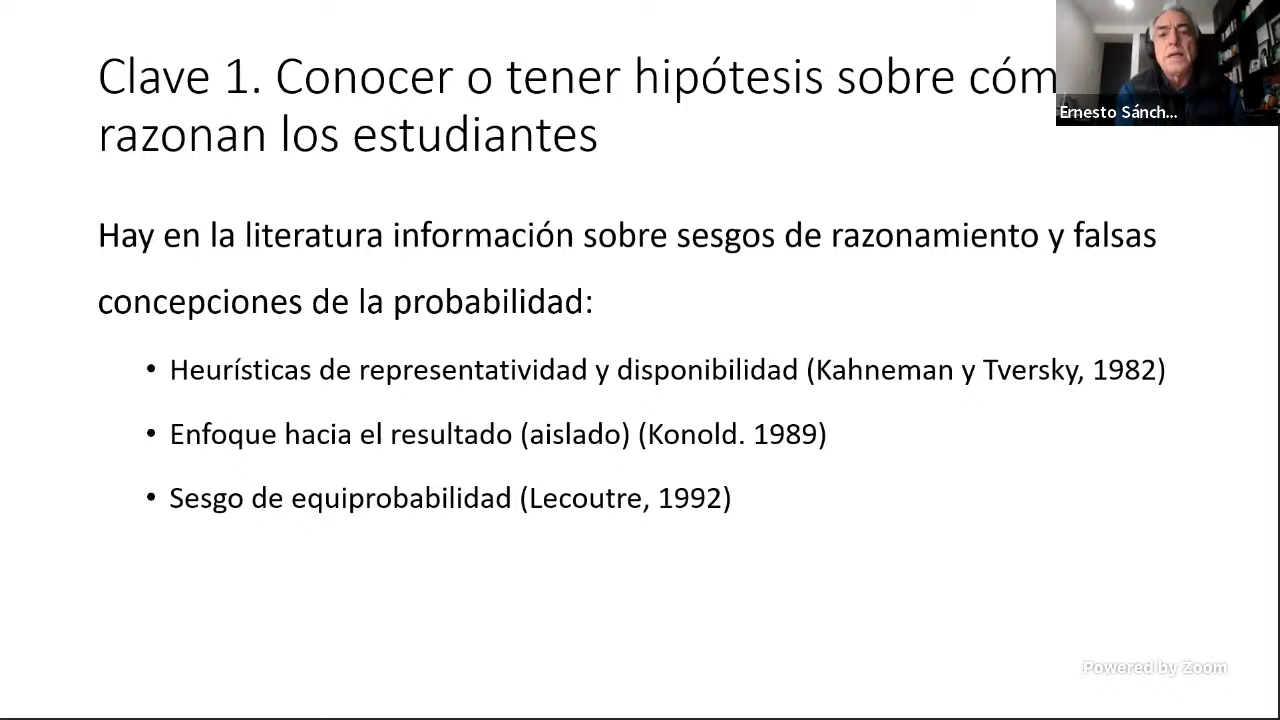 Clave 1. Conocer o tener hipótesis sobre cóm
razonan los estudiantes
Ernesto Sánch...
Hay en la literatura información sobre sesgos de razonamiento y falsas
concepciones de la probabilidad:
• Heurísticas de representatividad y disponibilidad (Kahneman y Tversky, 1982)
• Enfoque hacia el resultado (aislado) (Konold. 1989)
• Sesgo de equiprobabilidad (Lecoutre, 1992)
Powered by Zoom